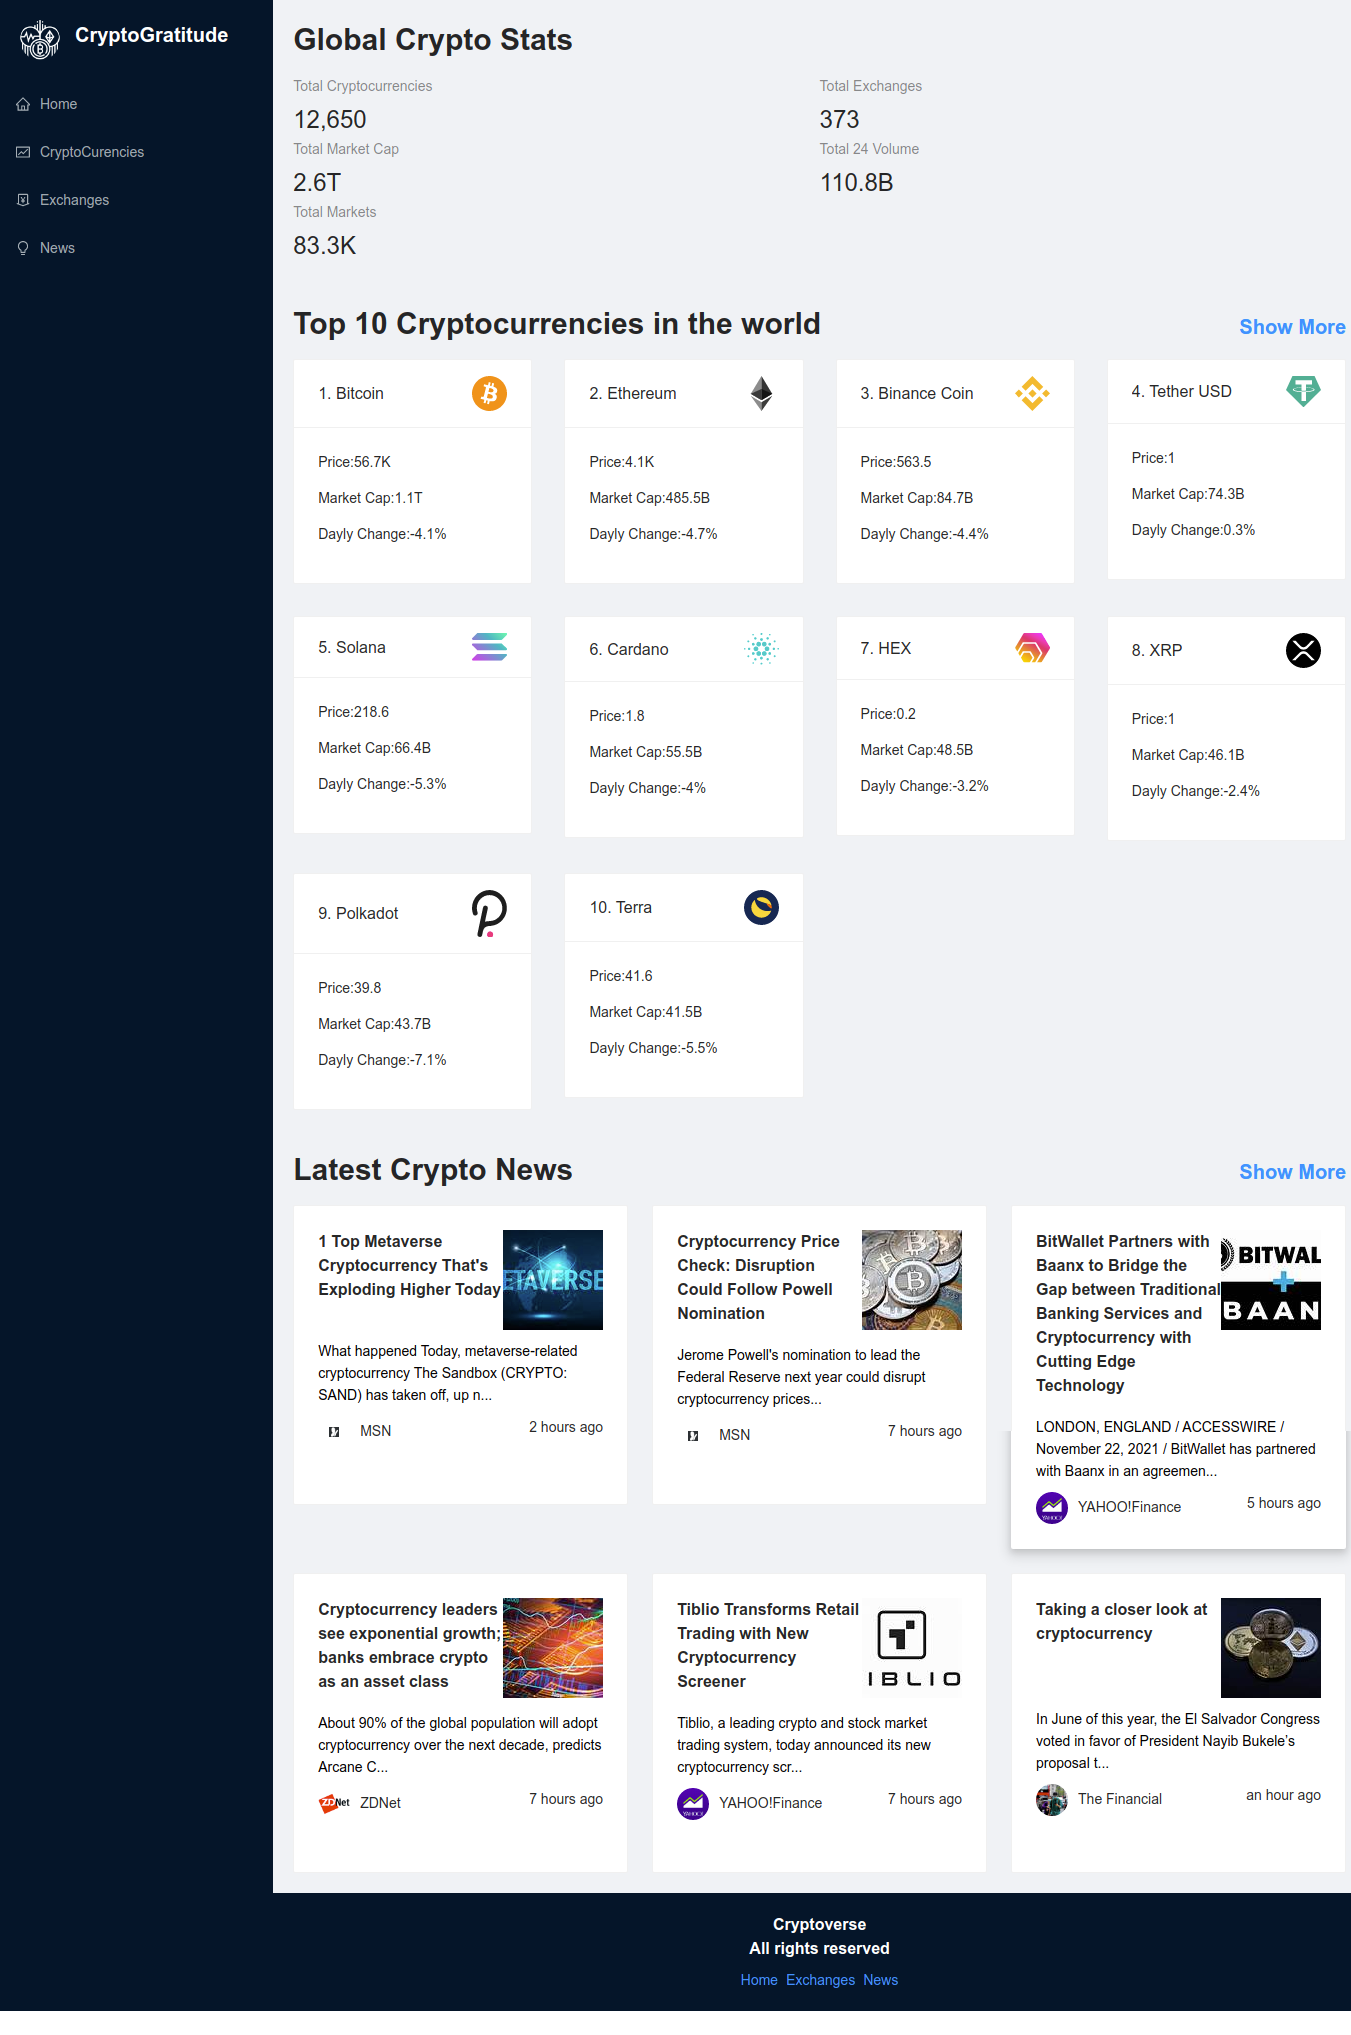 CryptoGratitude
Home
CryptoCurencies
Exchanges
News
Global Crypto Stats
Total Cryptocurrencies
12,650
Total Exchanges
373
Total Market Cap
2.6T
Total 24 Volume
110.8B
Total Markets
83.3K
Top 10 Cryptocurrencies in the world
Show More
1. Bitcoin
Price:56.7K
Market Cap:1.1T
Dayly Change:-4.1%
2. Ethereum
Price:4.1K
Market Cap:485.5B
Dayly Change:-4.7%
3. Binance Coin
Price:563.5
Market Cap:84.7B
Dayly Change:-4.4%
4. Tether USD
Price:1
Market Cap:74.3B
Dayly Change:0.3%
5. Solana
Price:218.6
Market Cap:66.4B
Dayly Change:-5.3%
6. Cardano
Price:1.8
Market Cap:55.5B
Dayly Change:-4%
7. HEX
Price:0.2
Market Cap:48.5B
Dayly Change:-3.2%
8. XRP
Price:1
Market Cap:46.1B
Dayly Change:-2.4%
9. Polkadot
Price:39.8
Market Cap:43.7B
Dayly Change:-7.1%
10. Terra
Price:41.6
Market Cap:41.5B
Dayly Change:-5.5%
Latest Crypto News
Show More
1 Top Metaverse
Cryptocurrency That's
Exploding Higher Today
ETAVERSE
What happened Today, metaverse-related
cryptocurrency The Sandbox (CRYPTO:
SAND) has taken off, up n...
MSN
2 hours ago
Cryptocurrency Price
Check: Disruption
Could Follow Powell
Nomination
Jerome Powell's nomination to lead the
Federal Reserve next year could disrupt
cryptocurrency prices...
MSN
7 hours ago
BitWallet Partners with
Baanx to Bridge the
Gap between Traditional
Banking Services and
Cryptocurrency with
Cutting Edge
Technology
BITWAL
BAAN
LONDON, ENGLAND / ACCESSWIRE /
November 22, 2021 / BitWallet has partnered
with Baanx in an agreemen...
YAHOO!
YAHOO!Finance
5 hours ago
Cryptocurrency leaders
see exponential growth;
banks embrace crypto
as an asset class
About 90% of the global population will adopt
cryptocurrency over the next decade, predicts
Arcane C...
ZDNet
ZDNet
7 hours ago
Tiblio Transforms Retail
Trading with New
Cryptocurrency
Screener
IBLIO
Tiblio, a leading crypto and stock market
trading system, today announced its new
cryptocurrency scr...
YAHOO!
YAHOO!Finance
7 hours ago
Taking a closer look at
cryptocurrency
In June of this year, the El Salvador Congress
voted in favor of President Nayib Bukele’s
proposal t...
The Financial
an hour ago
Cryptoverse
All rights reserved
Home Exchanges News